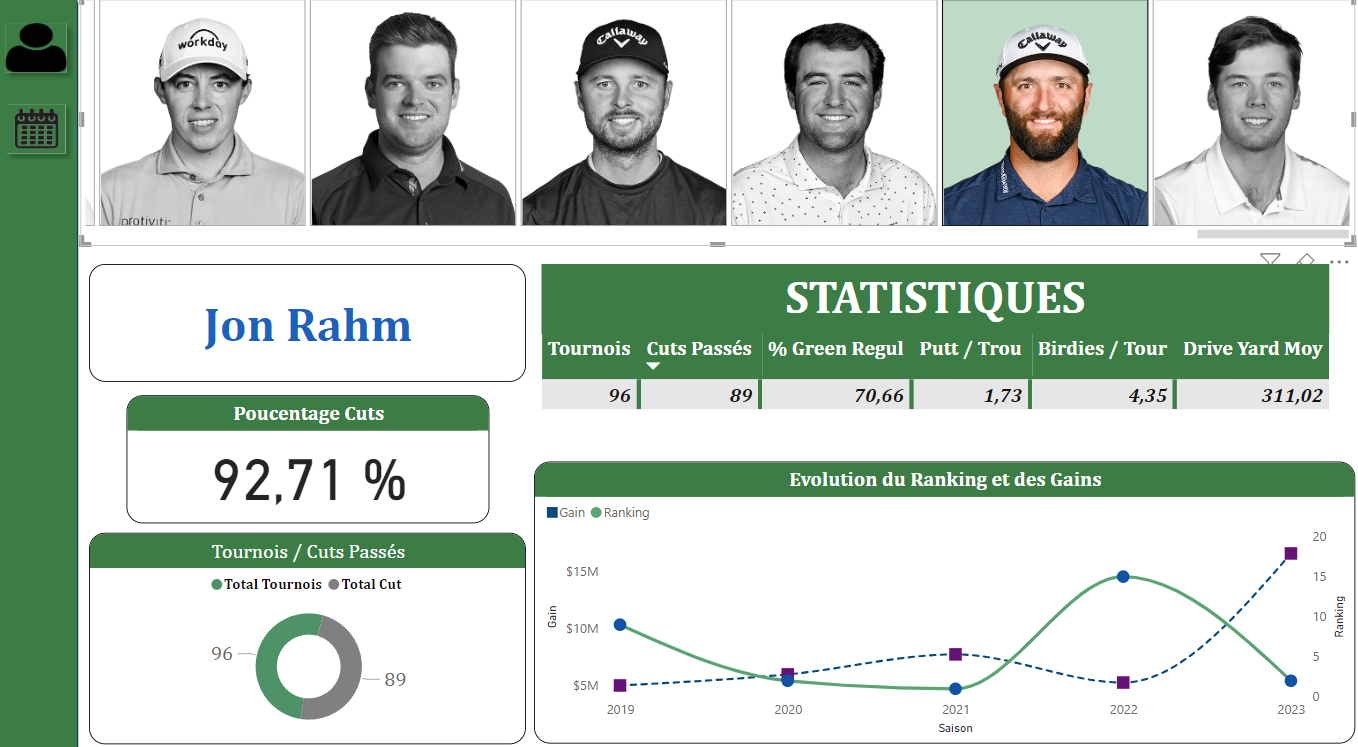 workday
Callaway
Callaway
protiviti
Jon Rahm
STATISTIQUES
Tournois Cuts Passés % Green Regul Putt / Trou Birdies / Tour Drive Yard Moy
96 89 70,66 1,73 4,35 311,02
Poucentage Cuts
92,71 %
Tournois / Cuts Passés
Total Tournois Total Cut
96
89
Evolution du Ranking et des Gains
Gain Ranking
$15M
$10M
$5M
Gain
20
15
10
5
0
Ranking
2019 2020 2021 2022 2023
Saison